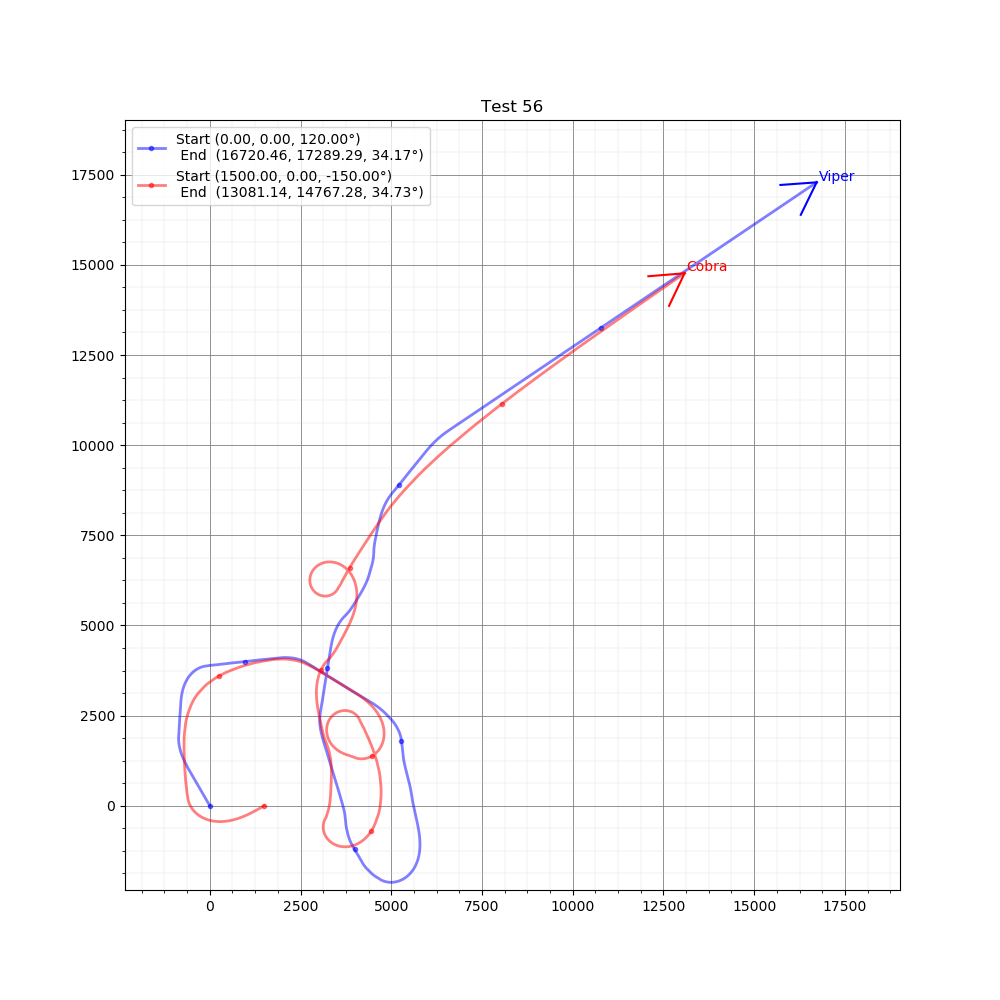 Test 56
Start (0.00, 0.00, 120.00°)
End (16720.46, 17289.29, 34.17°)
Start (1500.00, 0.00, -150.00°)
End (13081.14, 14767.28, 34.73°)
17500
Viper
15000
Cobra
12500
10000
7500
5000
2500
0
0 2500 5000 7500 10000 12500 15000 17500